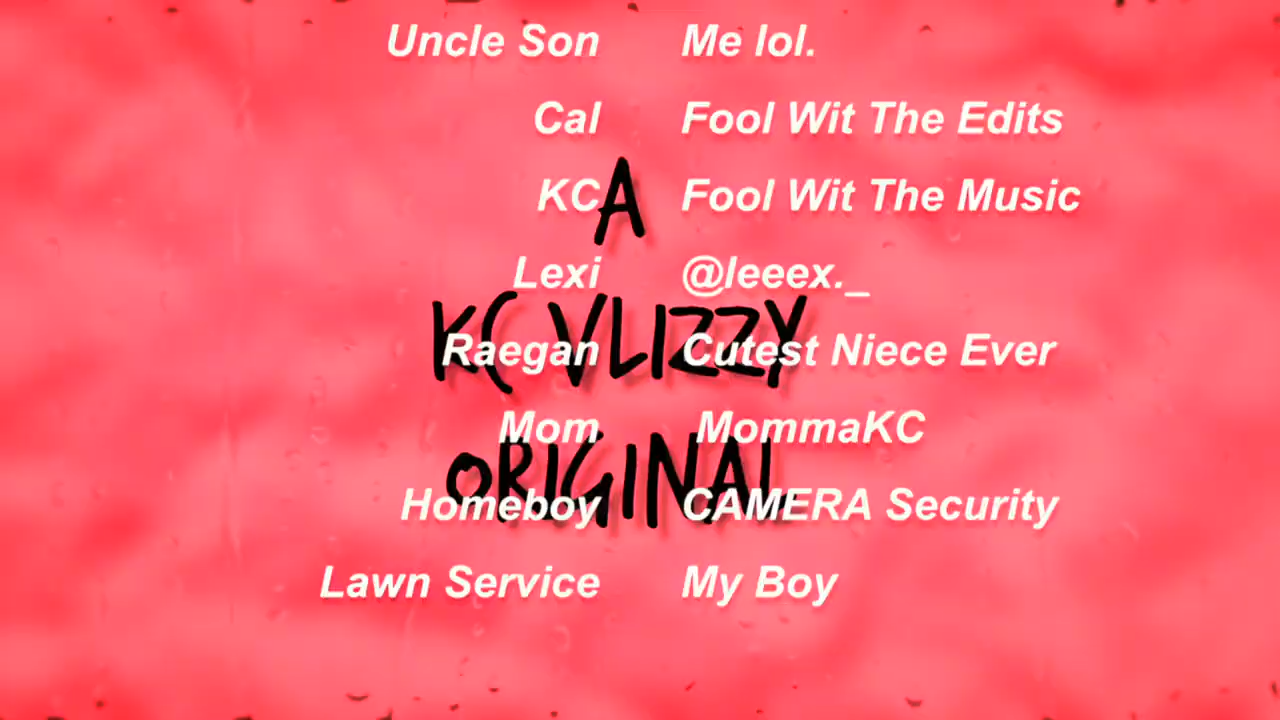 Uncle Son Me lol.
Cal Fool Wit The Edits
KC Fool Wit The Music
A
Lexi @leeex._
KC VLIZZY
Raegan Cutest Niece Ever
Mom MommaKC
ORIGINAL
Homeboy CAMERA Security
Lawn Service My Boy